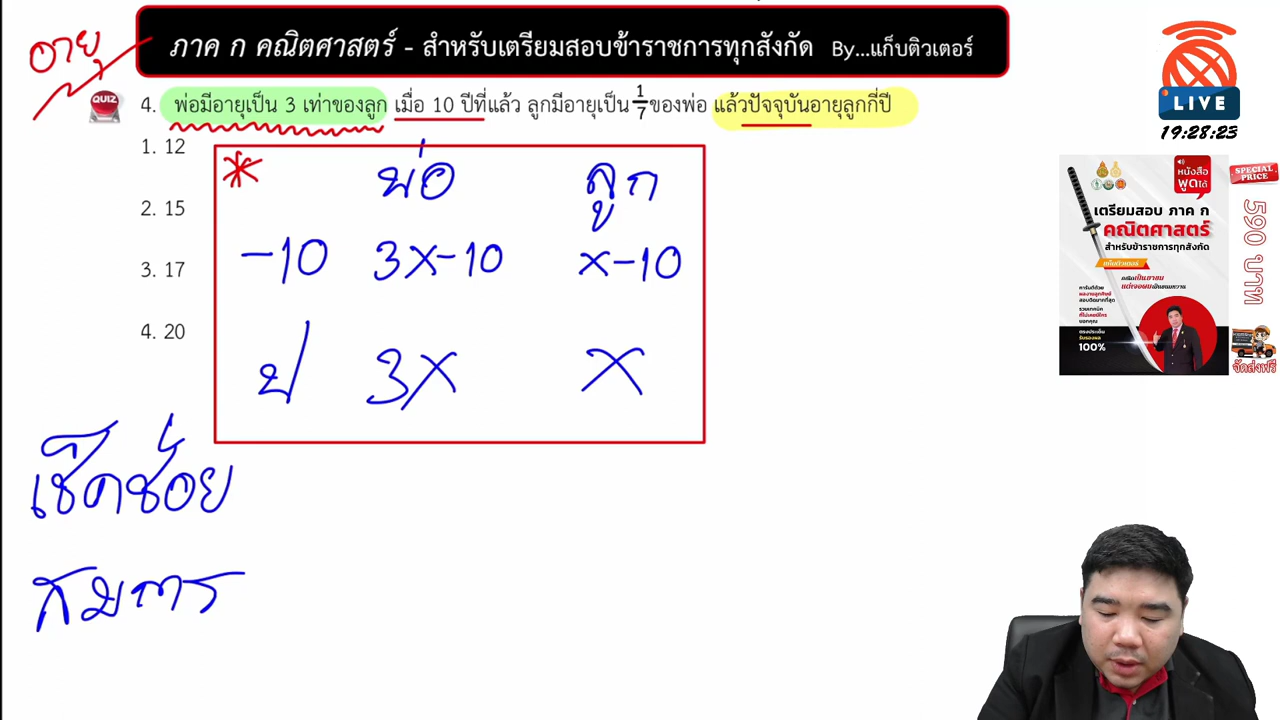 อายุ
ภาค ก คณิตศาสตร์ - สำหรับเตรียมสอบข้าราชการทุกสังกัด By...แก็บติวเตอร์
QUIZ
4. พ่อมีอายุเป็น 3 เท่าของลูก เมื่อ 10 ปีที่แล้ว ลูกมีอายุเป็น 1/7 ของพ่อ แล้วปัจจุบันอายุลูกกี่ปี
1. 12
2. 15
3. 17
4. 20
* พ่อ ลูก
-10 3x-10 x-10
ป 3x x
เช็คช้อย
สมการ
LIVE
19:28:23
หนังสือ
พูดได้
เตรียมสอบ ภาค ก
คณิตศาสตร์
สำหรับข้าราชการทุกสังกัด
แก็บติวเตอร์
100%
SPECIAL
PRICE
590 บาท
จัดส่งฟรี